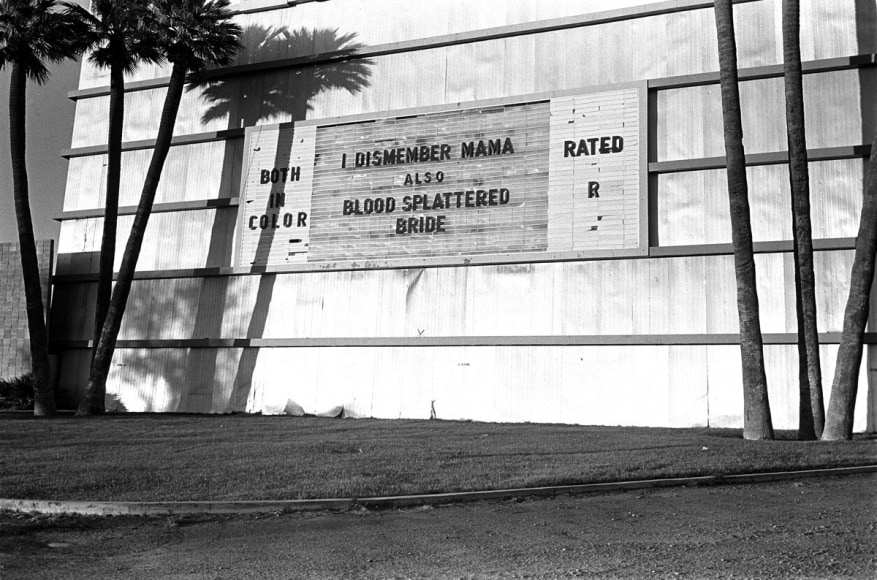 BOTH
IN
COLOR
I DISMEMBER MAMA
ALSO
BLOOD SPLATTERED
BRIDE
RATED
R